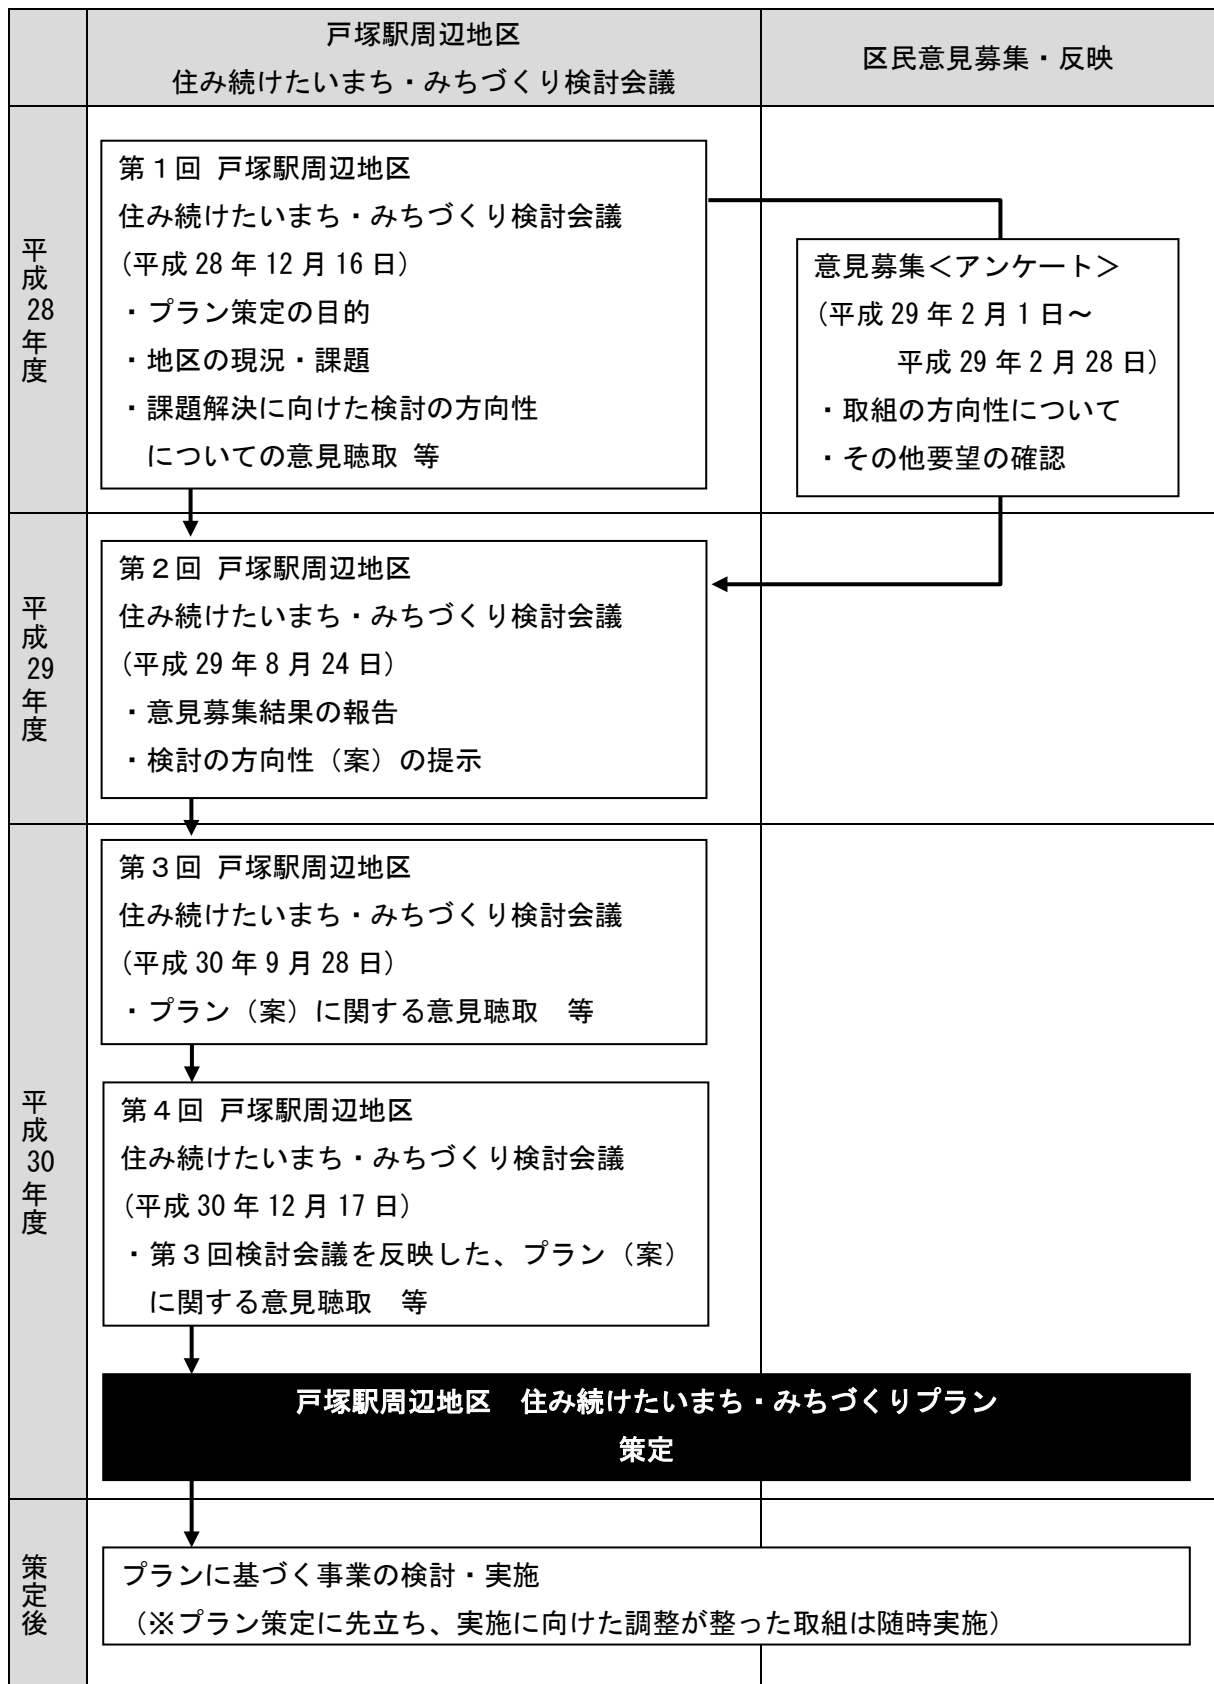 戸塚駅周辺地区
住み続けたいまち・みちづくり検討会議
区民意見募集・反映
平成28年度
第１回 戸塚駅周辺地区
住み続けたいまち・みちづくり検討会議
（平成 28 年 12 月 16 日）
・プラン策定の目的
・地区の現況・課題
・課題解決に向けた検討の方向性
についての意見聴取 等
意見募集＜アンケート＞
（平成 29 年 2 月 1 日～
平成 29 年 2 月 28 日）
・取組の方向性について
・その他要望の確認
平成29年度
第２回 戸塚駅周辺地区
住み続けたいまち・みちづくり検討会議
（平成 29 年 8 月 24 日）
・意見募集結果の報告
・検討の方向性（案）の提示
平成30年度
第３回 戸塚駅周辺地区
住み続けたいまち・みちづくり検討会議
（平成 30 年 9 月 28 日）
・プラン（案）に関する意見聴取　等
第４回 戸塚駅周辺地区
住み続けたいまち・みちづくり検討会議
（平成 30 年 12 月 17 日）
・第３回検討会議を反映した、プラン（案）
に関する意見聴取　等
戸塚駅周辺地区　住み続けたいまち・みちづくりプラン
策定
策定後
プランに基づく事業の検討・実施
（※プラン策定に先立ち、実施に向けた調整が整った取組は随時実施）